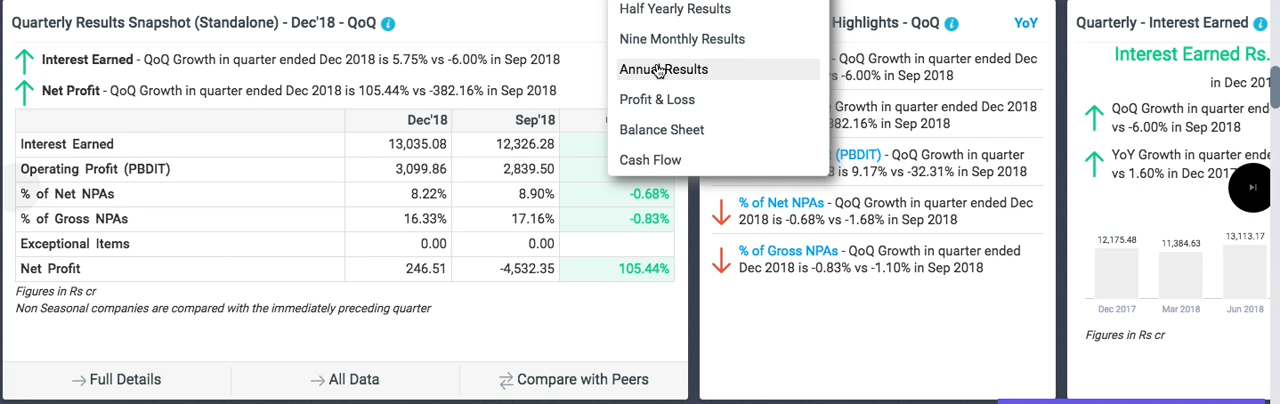 Quarterly Results Snapshot (Standalone) - Dec'18 - QoQ
Interest Earned - QoQ Growth in quarter ended Dec 2018 is 5.75% vs -6.00% in Sep 2018
Net Profit - QoQ Growth in quarter ended Dec 2018 is 105.44% vs -382.16% in Sep 2018
Dec'18 Sep'18
Interest Earned 13,035.08 12,326.28
Operating Profit (PBDIT) 3,099.86 2,839.50
% of Net NPAs 8.22% 8.90% -0.68%
% of Gross NPAs 16.33% 17.16% -0.83%
Exceptional Items 0.00 0.00
Net Profit 246.51 -4,532.35 105.44%
Figures in Rs cr
Non Seasonal companies are compared with the immediately preceding quarter
Full Details All Data Compare with Peers
Half Yearly Results
Nine Monthly Results
Annual Results
Profit & Loss
Balance Sheet
Cash Flow
Highlights - QoQ YoY
- QoQ Growth in quarter ended Dec
-6.00% in Sep 2018
Growth in quarter ended Dec 2018
382.16% in Sep 2018
(PBDIT) - QoQ Growth in quarter
is 9.17% vs -32.31% in Sep 2018
% of Net NPAs - QoQ Growth in quarter ended Dec
2018 is -0.68% vs -1.68% in Sep 2018
% of Gross NPAs - QoQ Growth in quarter ended
Dec 2018 is -0.83% vs -1.10% in Sep 2018
Quarterly - Interest Earned
Interest Earned Rs.
in Dec 201
QoQ Growth in quarter end
vs -6.00% in Sep 2018
YoY Growth in quarter ende
vs 1.60% in Dec 2017
12,175.48 11,384.63 13,113.17
Dec 2017 Mar 2018 Jun 2018
Figures in Rs cr